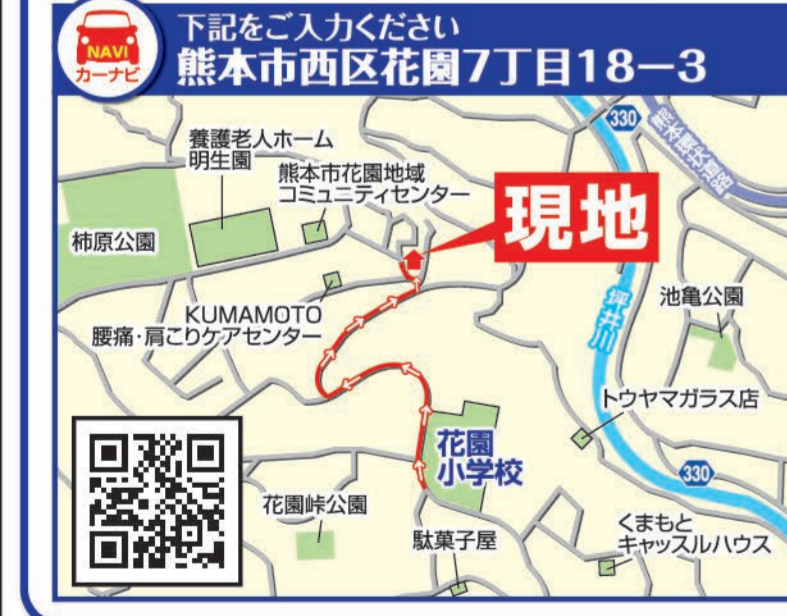 NAVI
カーナビ
下記をご入力ください
熊本市西区花園7丁目18－3
330
熊本環状道路
養護老人ホーム
明生園
熊本市花園地域
コミュニティセンター
現地
柿原公園
KUMAMOTO
腰痛・肩こりケアセンター
坪井川
池亀公園
トウヤマガラス店
花園
小学校
330
花園峠公園
駄菓子屋
くまもと
キャッスルハウス